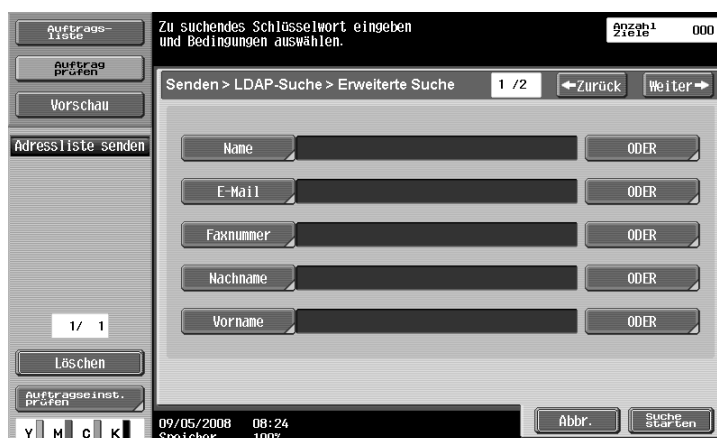 Auftrags-
liste
Auftrag
prüfen
Vorschau
Adressliste senden
1/ 1
Löschen
Auftragseinst.
prüfen
Y M C K
Zu suchendes Schlüsselwort eingeben
und Bedingungen auswählen.
Anzahl
Ziele 000
Senden > LDAP-Suche > Erweiterte Suche 1 /2 ←Zurück Weiter→
Name ODER
E-Mail ODER
Faxnummer ODER
Nachname ODER
Vorname ODER
09/05/2008 08:24
Speicher 100%
Abbr. Suche
starten